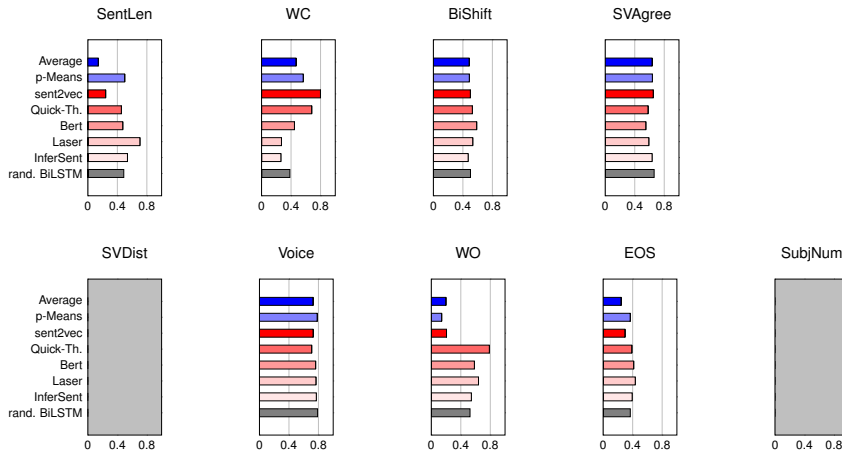 SentLen WC BiShift SVAgree
Average
p-Means
sent2vec
Quick-Th.
Bert
Laser
InferSent
rand. BiLSTM
0 0.4 0.8 0 0.4 0.8 0 0.4 0.8 0 0.4 0.8
SVDist Voice WO EOS SubjNum
Average
p-Means
sent2vec
Quick-Th.
Bert
Laser
InferSent
rand. BiLSTM
0 0.4 0.8 0 0.4 0.8 0 0.4 0.8 0 0.4 0.8 0 0.4 0.8